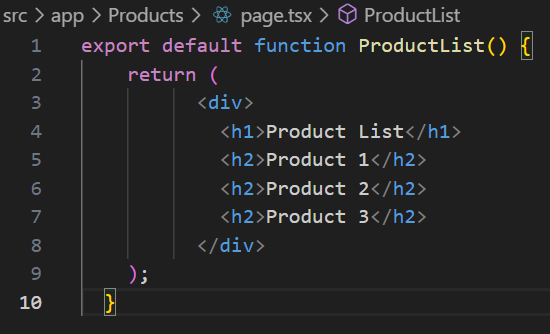 src > app > Products > page.tsx > ProductList
1 export default function ProductList() {
2 return (
3 <div>
4 <h1>Product List</h1>
5 <h2>Product 1</h2>
6 <h2>Product 2</h2>
7 <h2>Product 3</h2>
8 </div>
9 );
10 }